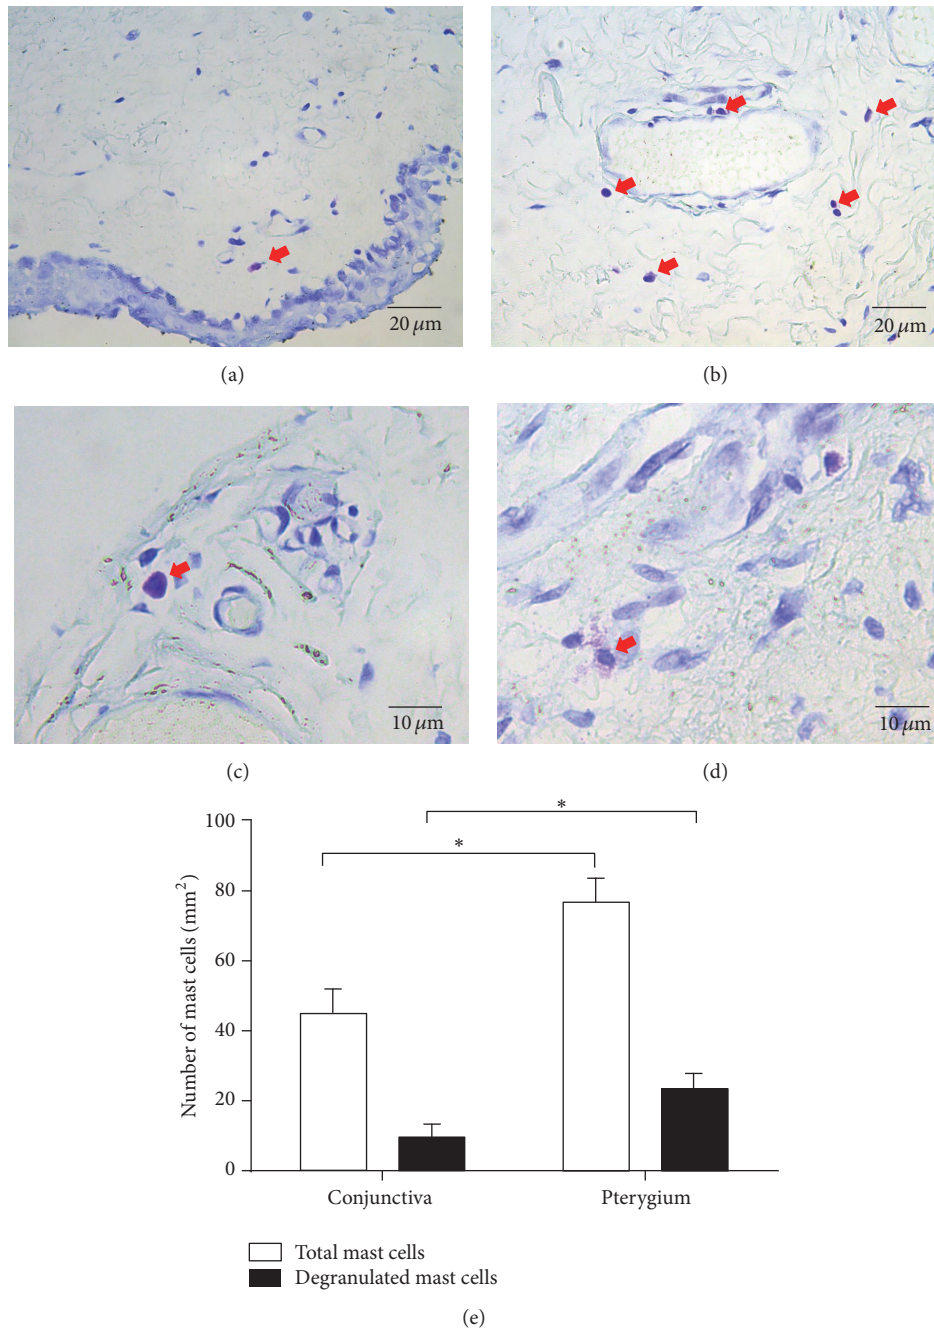 20 μm
20 μm
(a)
(b)
10 μm
10 μm
(c)
(d)
*
*
100
80
60
40
20
0
Number of mast cells (mm²)
Conjunctiva
Pterygium
Total mast cells
Degranulated mast cells
(e)